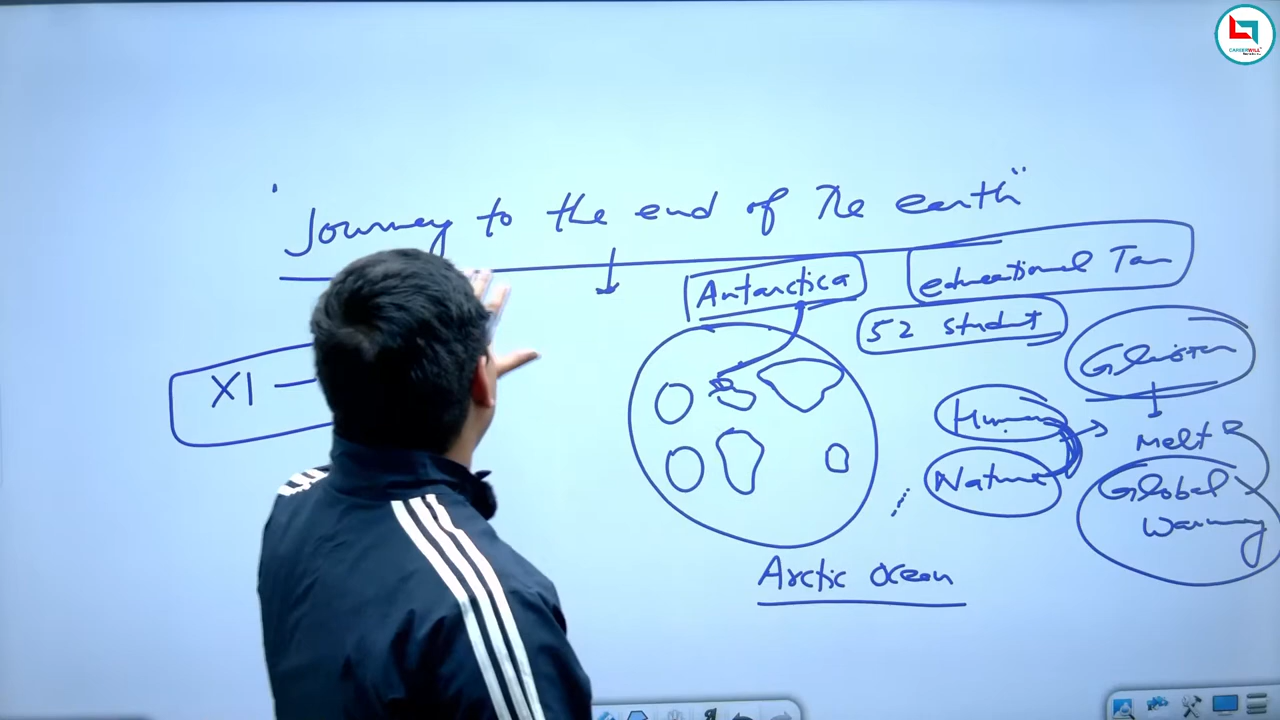 CAREERWILL
"Journey to the end of the earth"
Antarctica
educational Tour
52 student
XI —
Human
Nature
Melt
Global
Warming
Arctic Ocean